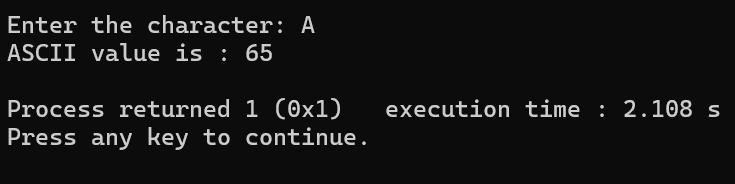 Enter the character: A
ASCII value is : 65
Process returned 1 (0x1)   execution time : 2.108 s
Press any key to continue.